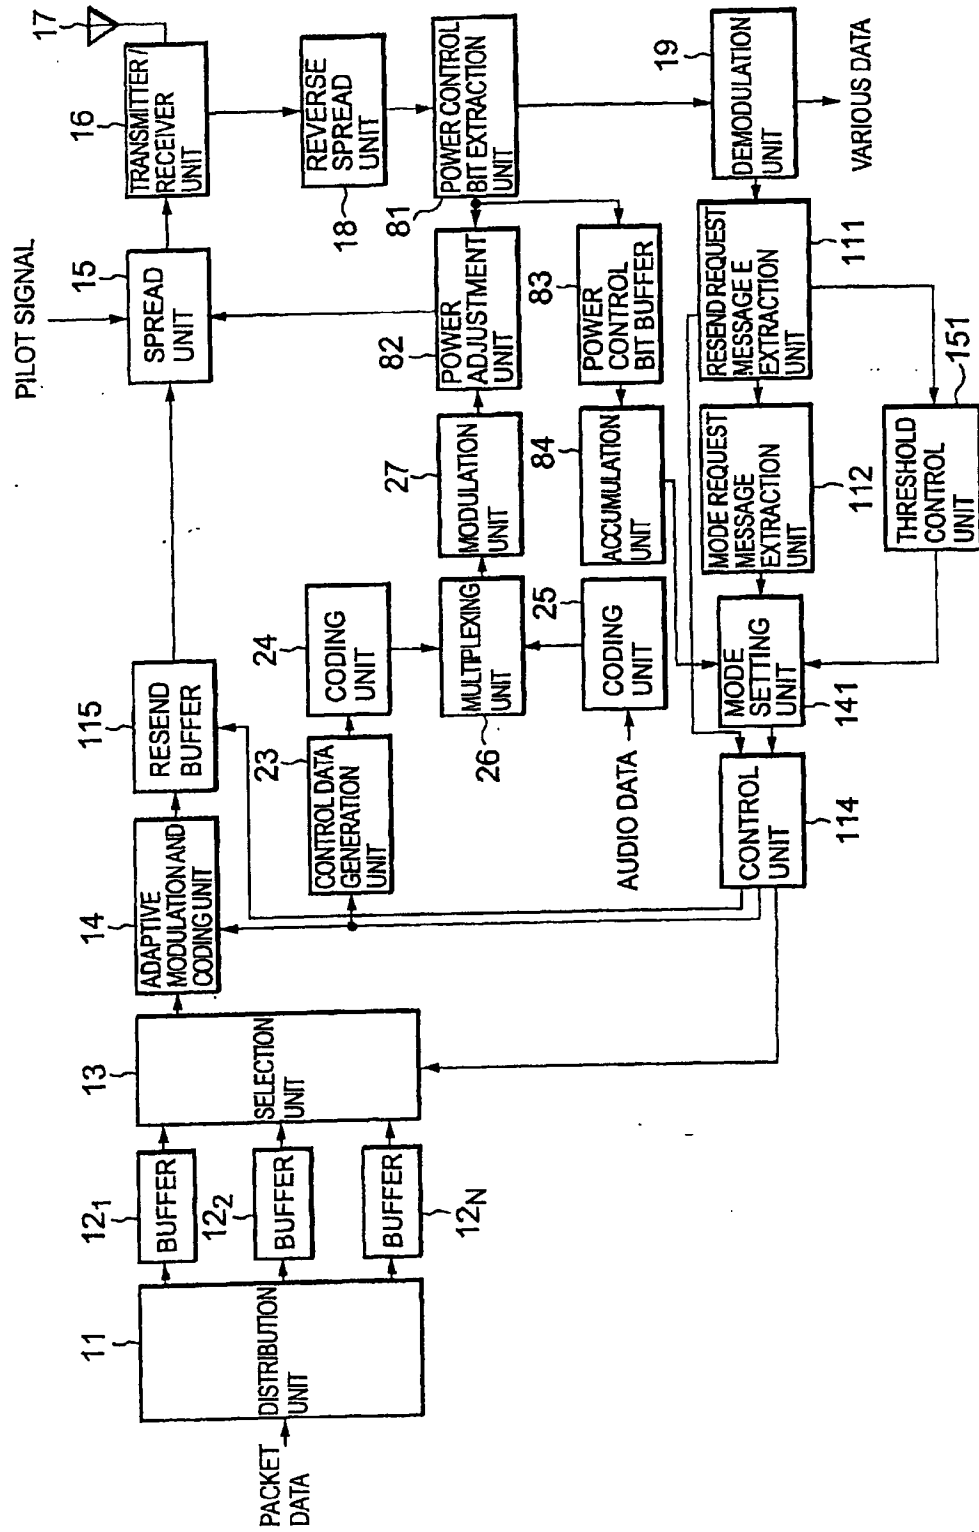 PACKET
DATA
11
DISTRIBUTION
UNIT
12₁
BUFFER
12₂
BUFFER
12N
BUFFER
13
SELECTION
UNIT
14
ADAPTIVE
MODULATION AND
CODING UNIT
115
RESEND
BUFFER
PILOT SIGNAL
15
SPREAD
UNIT
16
TRANSMITTER/
RECEIVER
UNIT
17
18
REVERSE
SPREAD
UNIT
23
CONTROL DATA
GENERATION
UNIT
24
CODING
UNIT
AUDIO DATA
25
CODING
UNIT
26
MULTIPLEXING
UNIT
27
MODULATION
UNIT
82
POWER
ADJUSTMENT
UNIT
81
POWER CONTROL
BIT EXTRACTION
UNIT
83
POWER
CONTROL
BIT BUFFER
84
ACCUMULATION
UNIT
114
CONTROL
UNIT
141
MODE
SETTING
UNIT
112
MODE REQUEST
MESSAGE
EXTRACTION
UNIT
111
RESEND REQUEST
MESSAGE E
EXTRACTION
UNIT
19
DEMODULATION
UNIT
VARIOUS DATA
151
THRESHOLD
CONTROL
UNIT